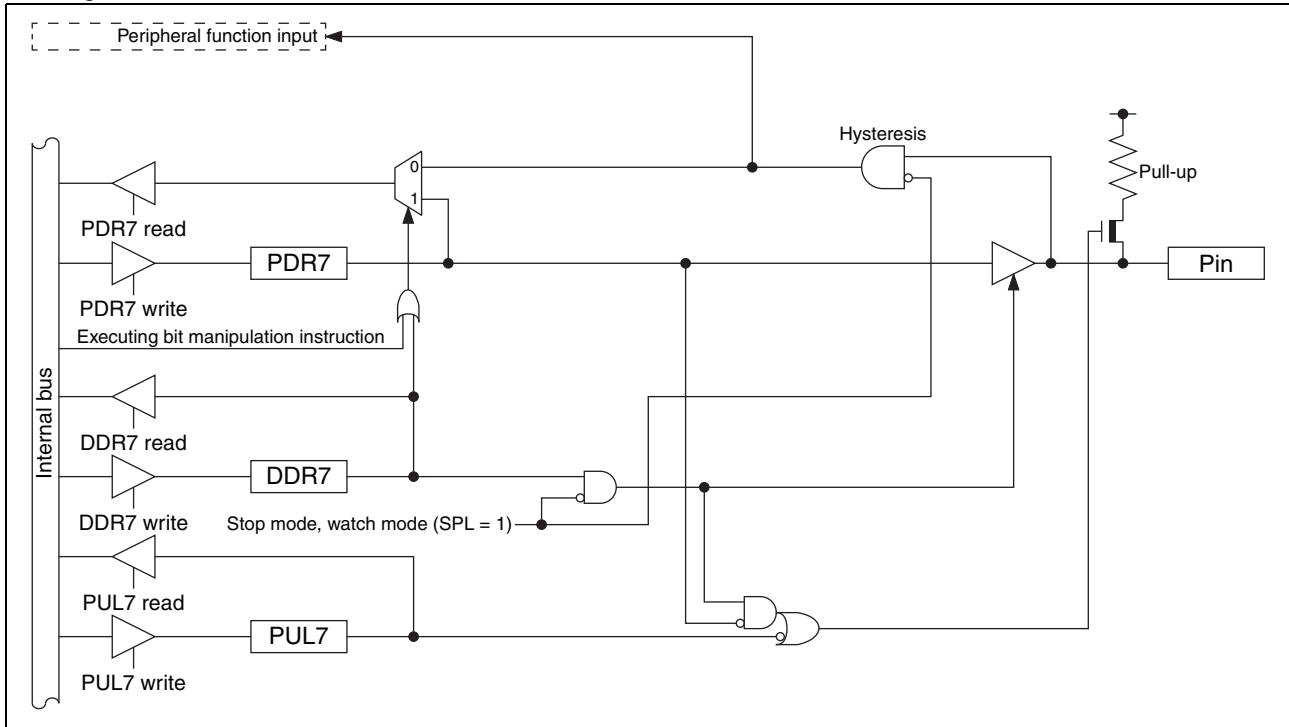 Peripheral function input
Hysteresis
0
Pull-up
1
PDR7 read
PDR7
Pin
PDR7 write
Executing bit manipulation instruction
Internal bus
DDR7 read
DDR7
DDR7 write
Stop mode, watch mode (SPL = 1)
PUL7 read
PUL7
PUL7 write